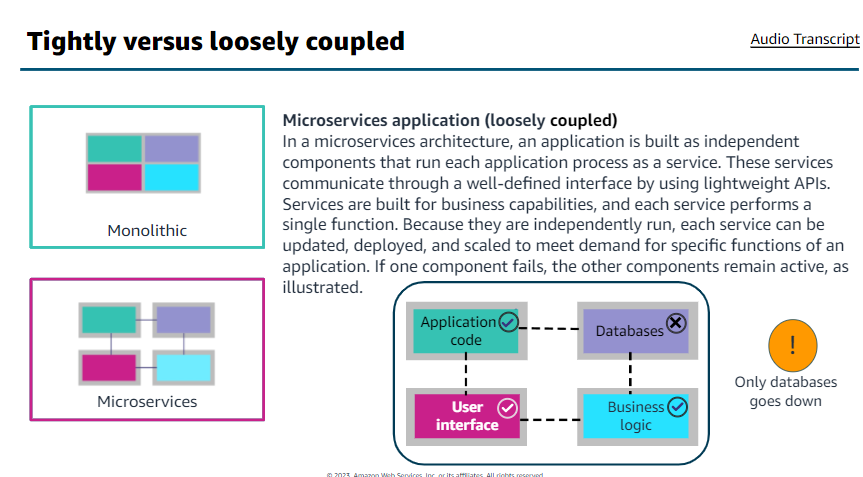 Tightly versus loosely coupled
Audio Transcript
Monolithic
Microservices
Microservices application (loosely coupled)
In a microservices architecture, an application is built as independent
components that run each application process as a service. These services
communicate through a well-defined interface by using lightweight APIs.
Services are built for business capabilities, and each service performs a
single function. Because they are independently run, each service can be
updated, deployed, and scaled to meet demand for specific functions of an
application. If one component fails, the other components remain active, as
illustrated.
Application
code
Databases
User
interface
Business
logic
!
Only databases
goes down
© 2023, Amazon Web Services, Inc. or its affiliates. All rights reserved.